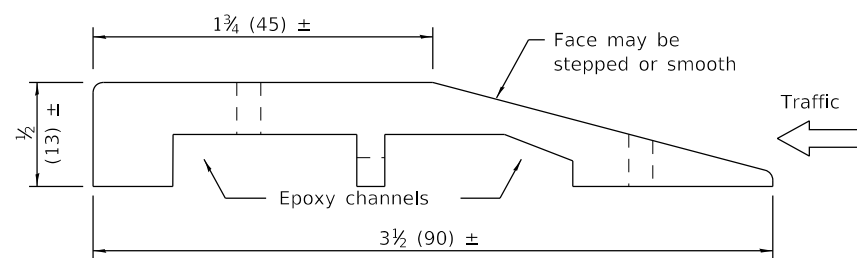 1¾ (45) ±
Face may be
stepped or smooth
Traffic
½
(13) ±
Epoxy channels
3½ (90) ±